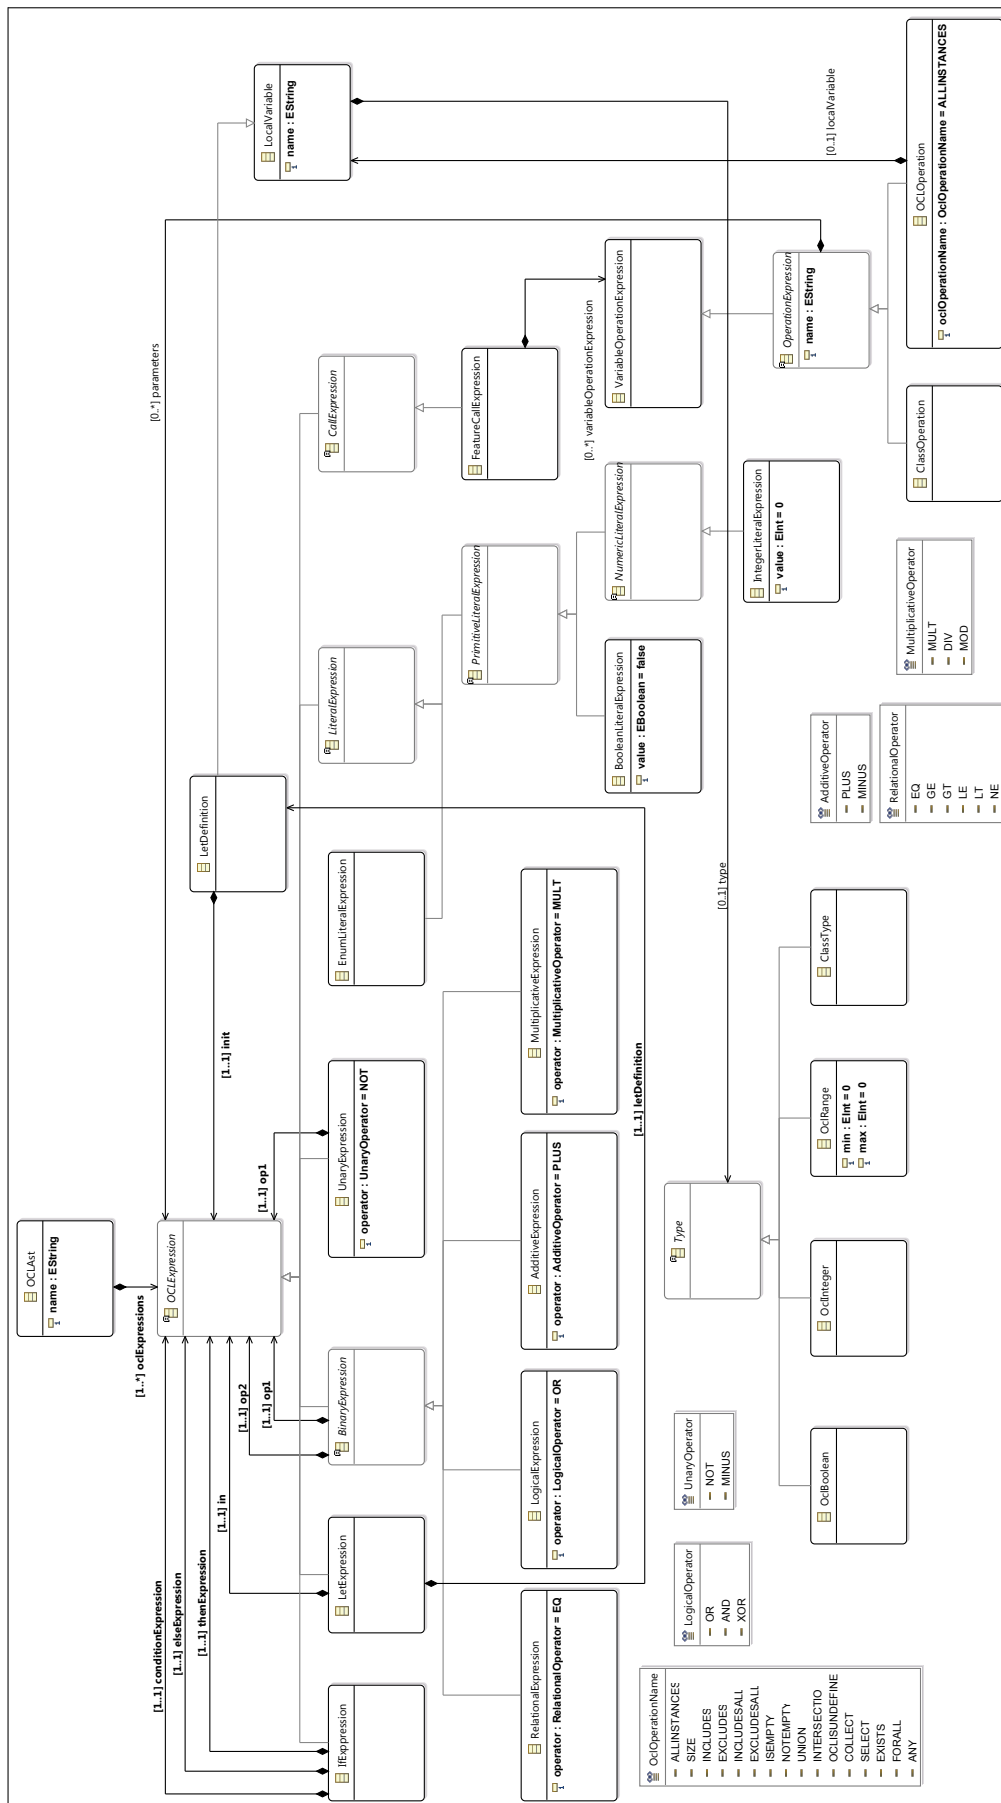 OCLAst
name : EString
[1..*] oclExpressions
[1..1] conditionExpression
[1..1] elseExpression
[1..1] thenExpression
[1..1] in
[1..1] op2
[1..1] op1
OCLExpression
[1..1] op1
[1..1] init
LetDefinition
[0..*] parameters
LocalVariable
name : EString
IfExppression
LetExpression
BinaryExpression
UnaryExpression
operator : UnaryOperator = NOT
EnumLiteralExpression
LiteralExpression
CallExpression
RelationalExpression
operator : RelationalOperator = EQ
LogicalExpression
operator : LogicalOperator = OR
AdditiveExpression
operator : AdditiveOperator = PLUS
MultiplicativeExpression
operator : MultiplicativeOperator = MULT
PrimitiveLiteralExpression
FeatureCallExpression
[0..*] variableOperationExpression
[1..1] letDefinition
BooleanLiteralExpression
value : EBoolean = false
NumericLiteralExpression
VariableOperationExpression
OclOperationName
ALLINSTANCES
SIZE
INCLUDES
EXCLUDES
INCLUDESALL
EXCLUDESALL
ISEMPTY
NOTEMPTY
UNION
INTERSECTIO
OCLISUNDEFINE
COLLECT
SELECT
EXISTS
FORALL
ANY
LogicalOperator
OR
AND
XOR
UnaryOperator
NOT
MINUS
Type
[0..1] type
IntegerLiteralExpression
value : EInt = 0
OperationExpression
name : EString
[0..1] localVariable
OclBoolean
OclInteger
OclRange
min : EInt = 0
max : EInt = 0
ClassType
AdditiveOperator
PLUS
MINUS
RelationalOperator
EQ
GE
GT
LE
LT
NE
MultiplicativeOperator
MULT
DIV
MOD
ClassOperation
OCLOperation
oclOperationName : OclOperationName = ALLINSTANCES